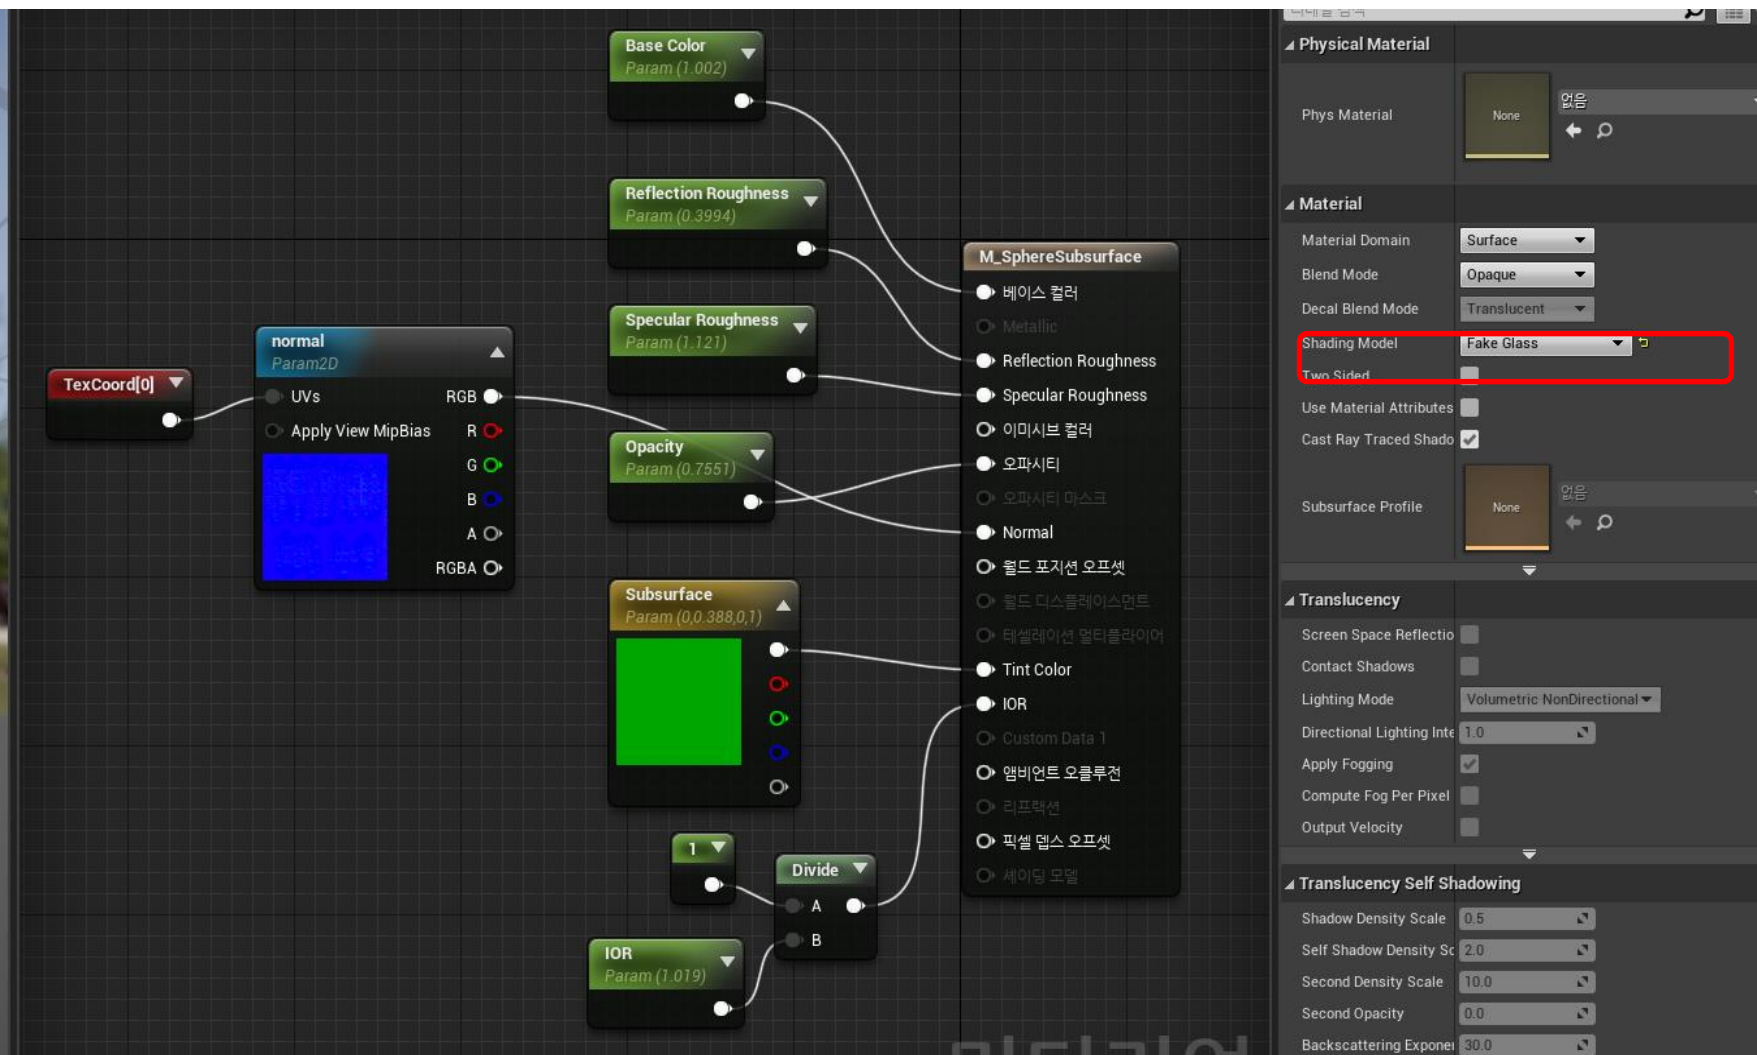 Base Color
Param (1.002)
Reflection Roughness
Param (0.3994)
Specular Roughness
Param (1.121)
Opacity
Param (0.7551)
TexCoord[0]
normal
Param2D
UVs
RGB
Apply View MipBias
R
G
B
A
RGBA
Subsurface
Param (0,0.388,0,1)
1
Divide
A
B
IOR
Param (1.019)
M_SphereSubsurface
베이스 컬러
Metallic
Reflection Roughness
Specular Roughness
이미시브 컬러
오파시티
오파시티 마스크
Normal
월드 포지션 오프셋
월드 디스플레이스먼트
테셀레이션 멀티플라이어
Tint Color
IOR
Custom Data 1
앰비언트 오클루전
리프랙션
픽셀 뎁스 오프셋
셰이딩 모델
Physical Material
Phys Material
None
없음
Material
Material Domain
Surface
Blend Mode
Opaque
Decal Blend Mode
Translucent
Shading Model
Fake Glass
Two Sided
Use Material Attributes
Cast Ray Traced Shado
Subsurface Profile
None
없음
Translucency
Screen Space Reflectio
Contact Shadows
Lighting Mode
Volumetric NonDirectional
Directional Lighting Inte
1.0
Apply Fogging
Compute Fog Per Pixel
Output Velocity
Translucency Self Shadowing
Shadow Density Scale
0.5
Self Shadow Density Sc
2.0
Second Density Scale
10.0
Second Opacity
0.0
Backscattering Exponer
30.0